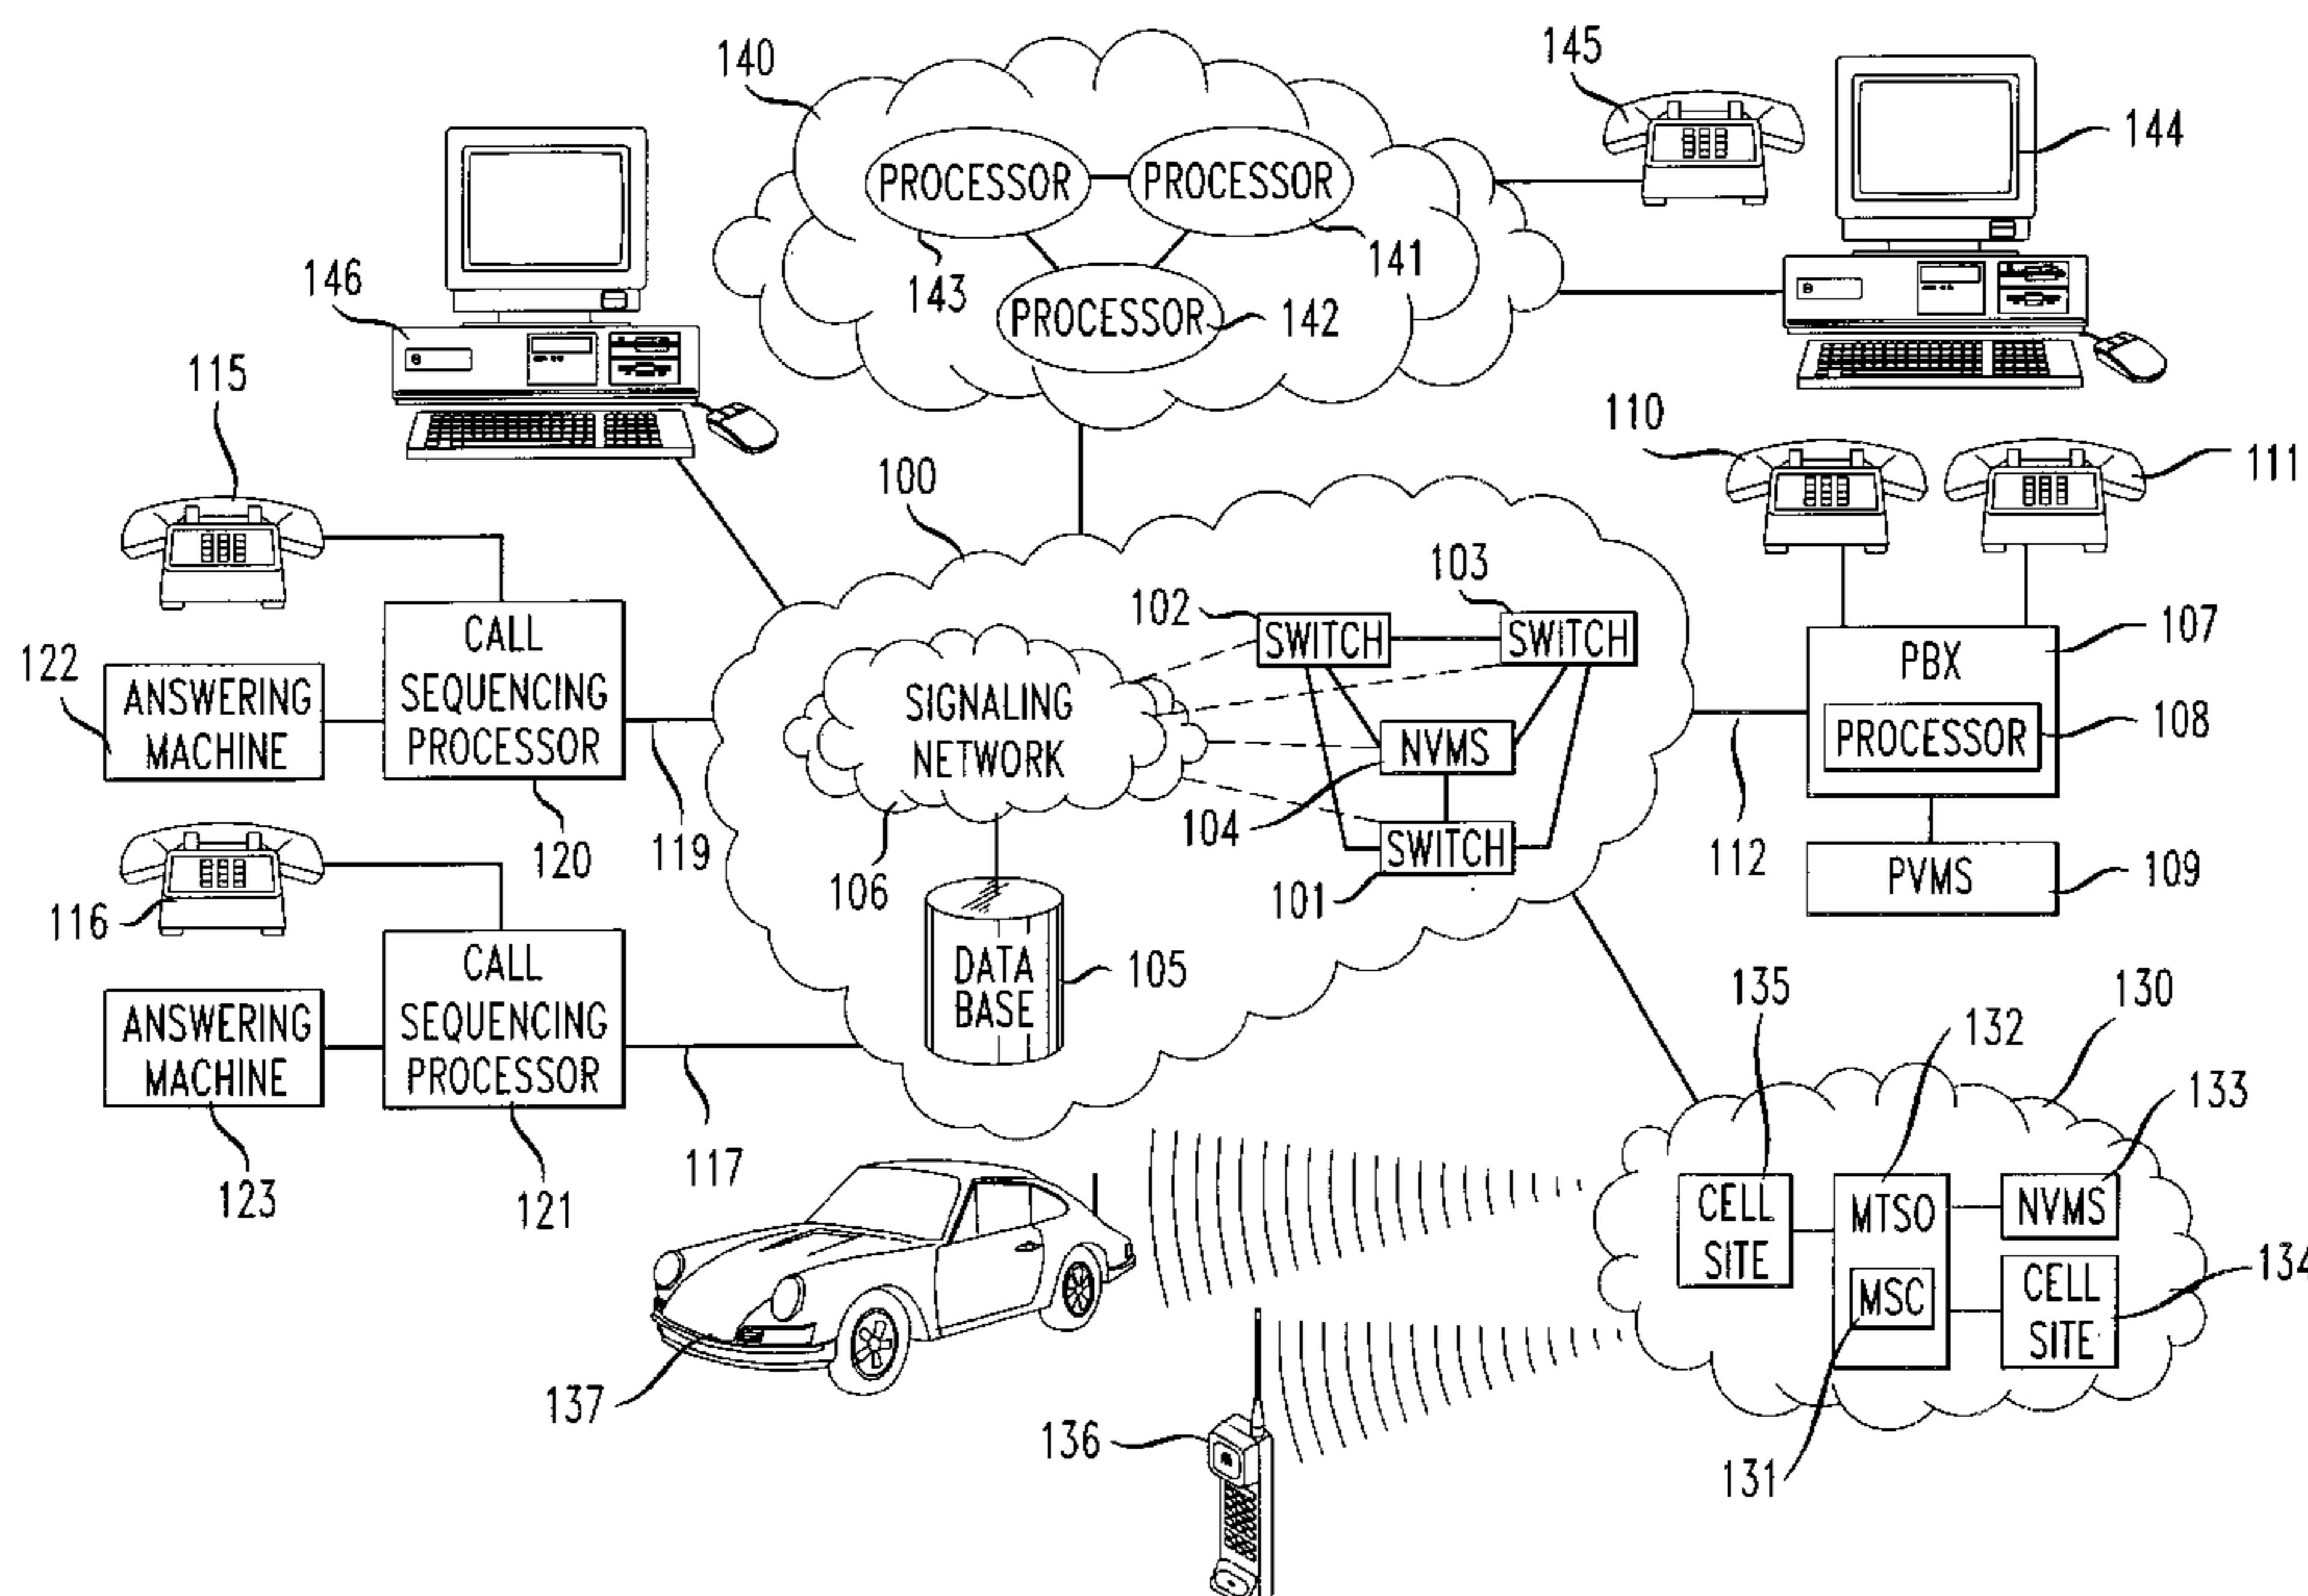 140
145
144
PROCESSOR
PROCESSOR
141
143
PROCESSOR
142
146
115
110
111
100
103
102
SWITCH
SWITCH
107
PBX
CALL
SEQUENCING
PROCESSOR
122
ANSWERING
MACHINE
SIGNALING
NETWORK
NVMS
PROCESSOR
108
104
106
120
119
112
SWITCH
101
PVMS
109
116
CALL
SEQUENCING
PROCESSOR
DATA
BASE
105
ANSWERING
MACHINE
123
121
117
135
132
130
133
CELL
SITE
MTSO
NVMS
MSC
CELL
SITE
134
131
137
136